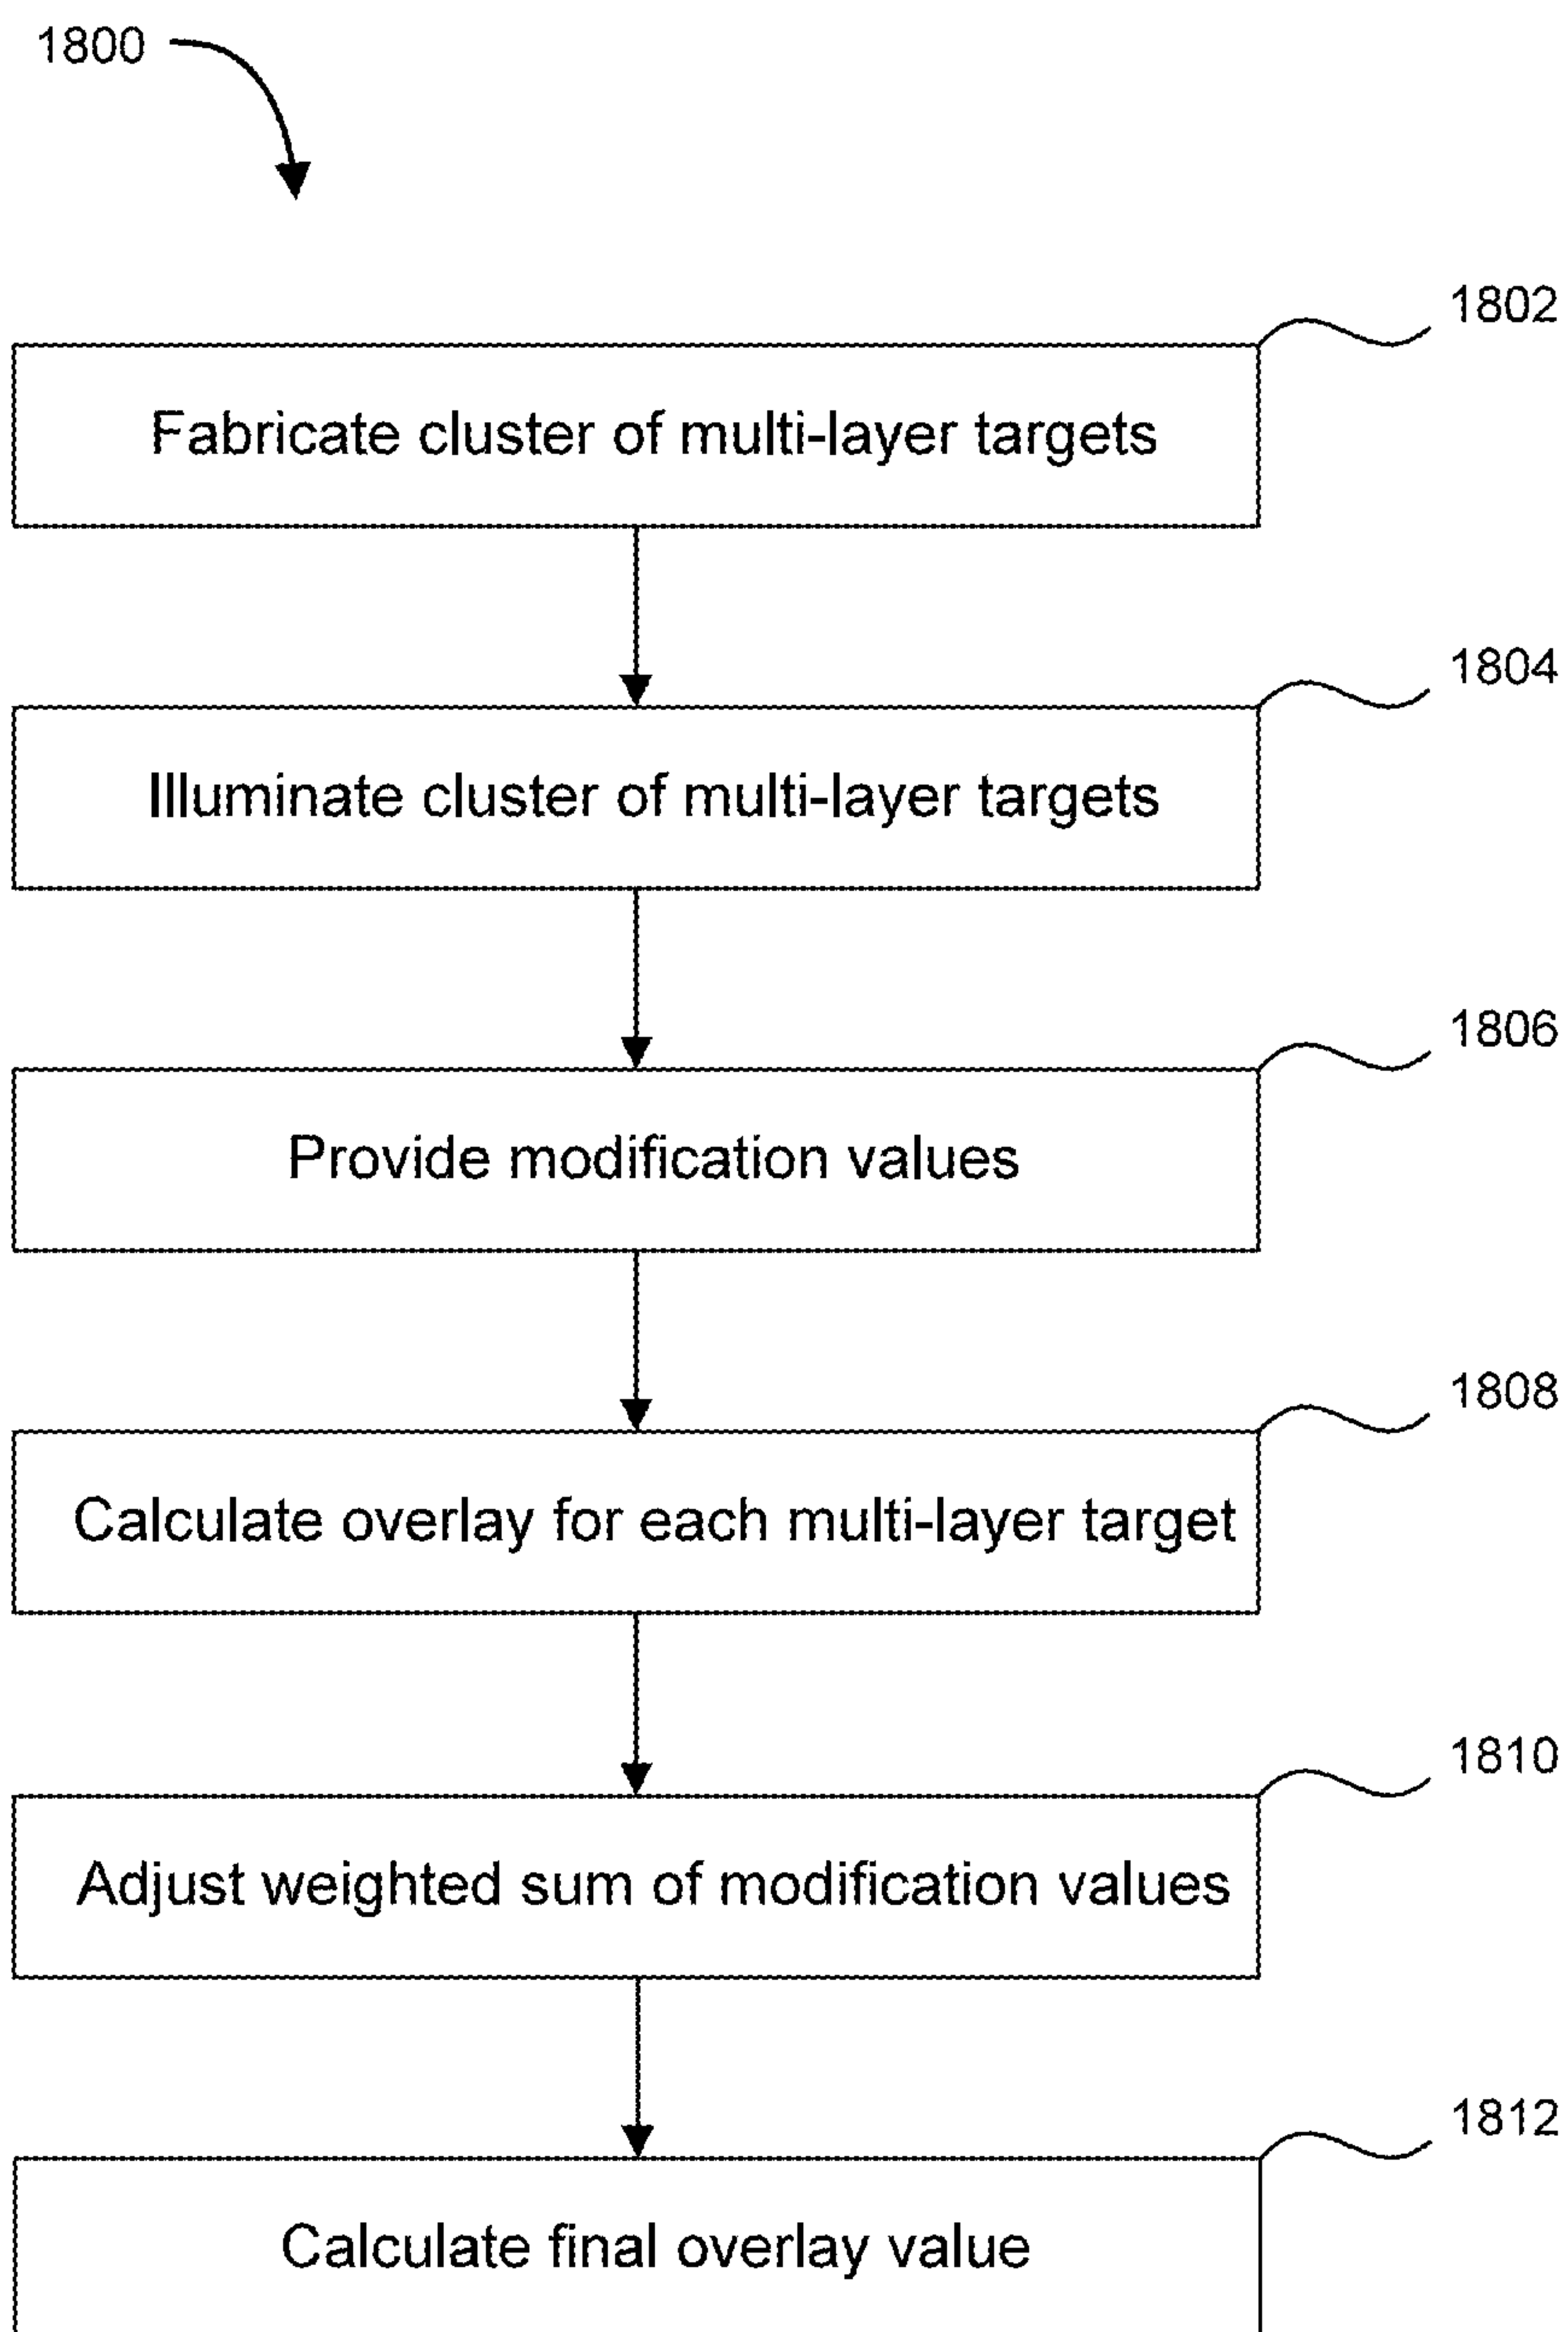 1800
1802
Fabricate cluster of multi-layer targets
1804
Illuminate cluster of multi-layer targets
1806
Provide modification values
1808
Calculate overlay for each multi-layer target
1810
Adjust weighted sum of modification values
1812
Calculate final overlay value